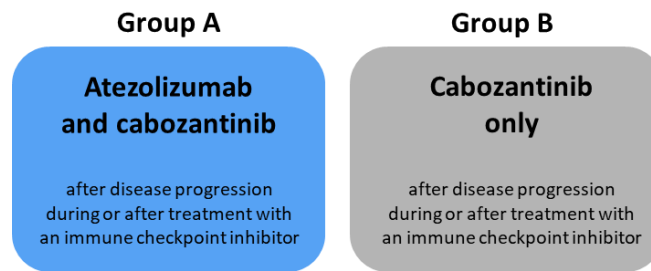 Group A
Atezolizumab
and cabozantinib
after disease progression
during or after treatment with
an immune checkpoint inhibitor
Group B
Cabozantinib
only
after disease progression
during or after treatment with
an immune checkpoint inhibitor